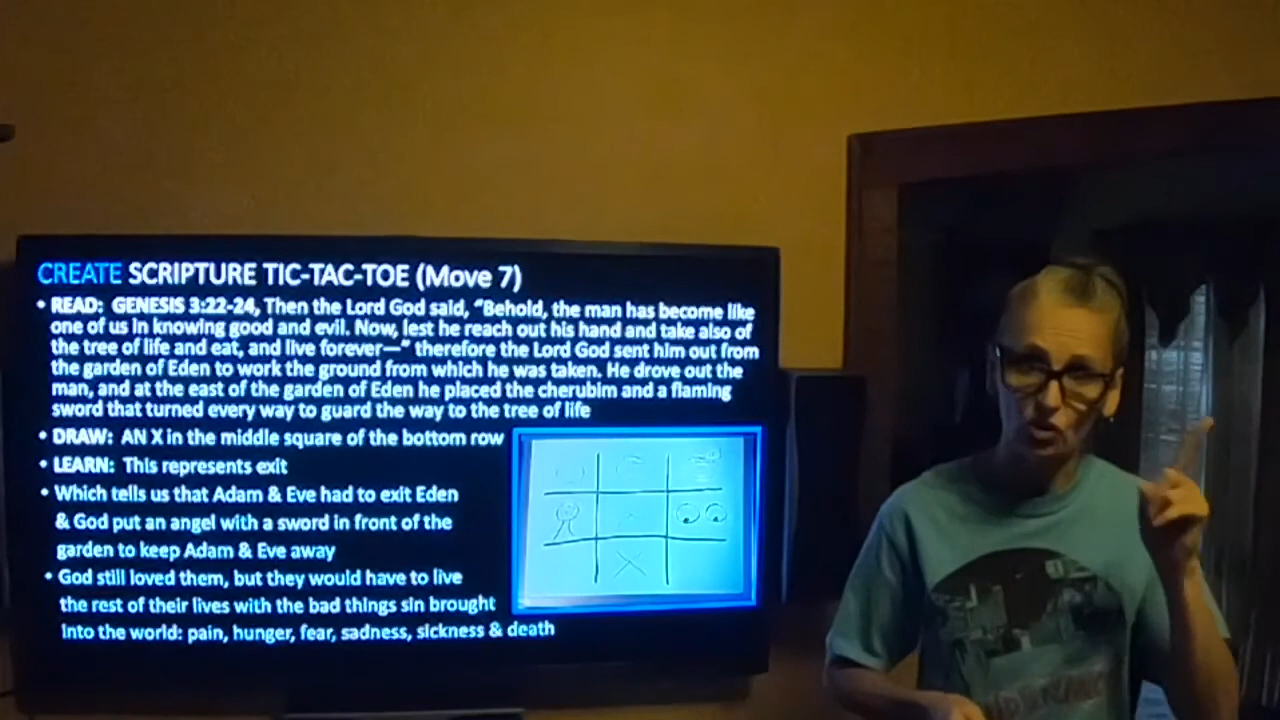 CREATE SCRIPTURE TIC-TAC-TOE (Move 7)
• READ: GENESIS 3:22-24, Then the Lord God said, “Behold, the man has become like
one of us in knowing good and evil. Now, lest he reach out his hand and take also of
the tree of life and eat, and live forever—” therefore the Lord God sent him out from
the garden of Eden to work the ground from which he was taken. He drove out the
man, and at the east of the garden of Eden he placed the cherubim and a flaming
sword that turned every way to guard the way to the tree of life
• DRAW: AN X in the middle square of the bottom row
• LEARN: This represents exit
• Which tells us that Adam & Eve had to exit Eden
& God put an angel with a sword in front of the
garden to keep Adam & Eve away
• God still loved them, but they would have to live
the rest of their lives with the bad things sin brought
into the world: pain, hunger, fear, sadness, sickness & death
X